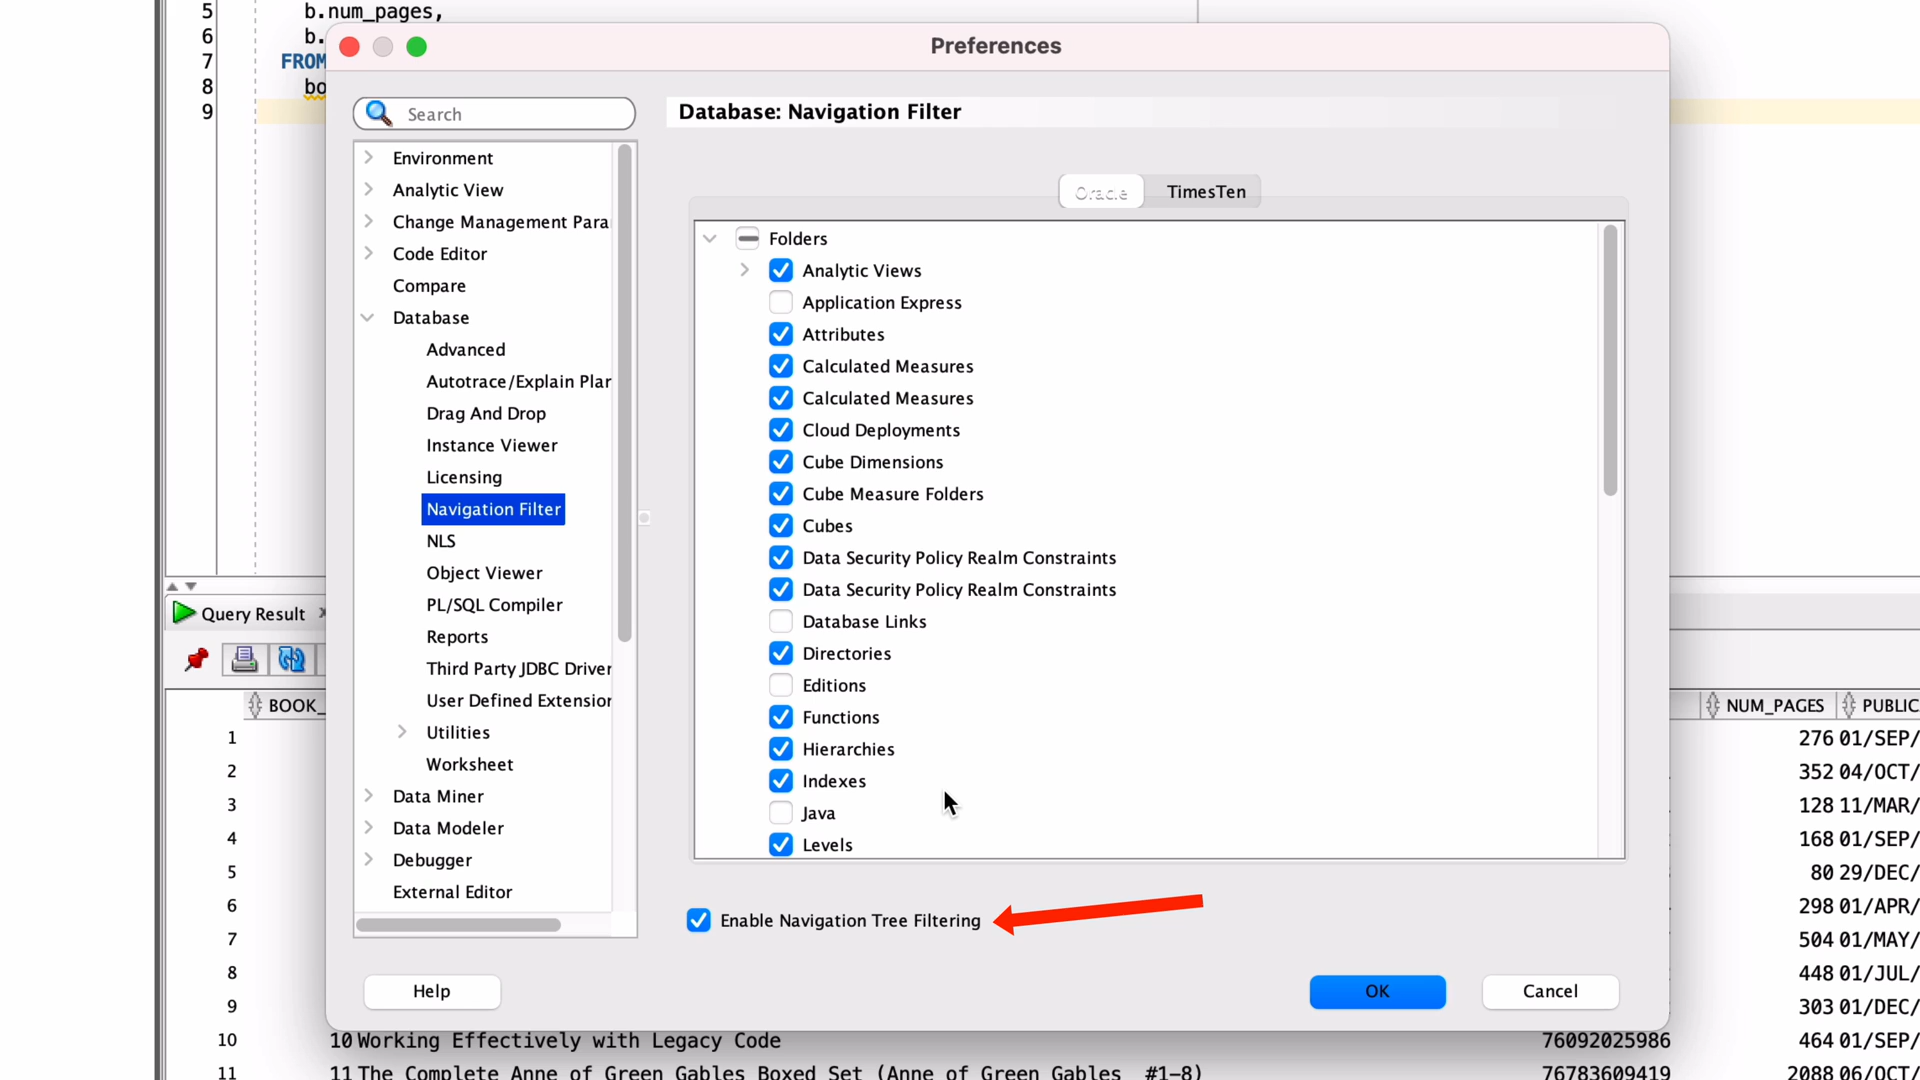 5 b.num_pages,
6 b.
7 FROM
8 bo
9
Preferences
Search
Database: Navigation Filter
Oracle TimesTen
Environment
Analytic View
Change Management Para
Code Editor
Compare
Database
Advanced
Autotrace/Explain Plar
Drag And Drop
Instance Viewer
Licensing
Navigation Filter
NLS
Object Viewer
PL/SQL Compiler
Reports
Third Party JDBC Driver
User Defined Extension
Utilities
Worksheet
Data Miner
Data Modeler
Debugger
External Editor
Folders
Analytic Views
Application Express
Attributes
Calculated Measures
Calculated Measures
Cloud Deployments
Cube Dimensions
Cube Measure Folders
Cubes
Data Security Policy Realm Constraints
Data Security Policy Realm Constraints
Database Links
Directories
Editions
Functions
Hierarchies
Indexes
Java
Levels
Enable Navigation Tree Filtering
Help OK Cancel
Query Result
BOOK_ NUM_PAGES PUBLIC
1 276 01/SEP/
2 352 04/OCT/
3 128 11/MAR/
4 168 01/SEP/
5 80 29/DEC/
6 298 01/APR/
7 504 01/MAY/
8 448 01/JUL/
9 303 01/DEC/
10 10 Working Effectively with Legacy Code 76092025986 464 01/SEP/
11 11 The Complete Anne of Green Gables Boxed Set (Anne of Green Gables #1-8) 76783609419 2088 06/OCT/